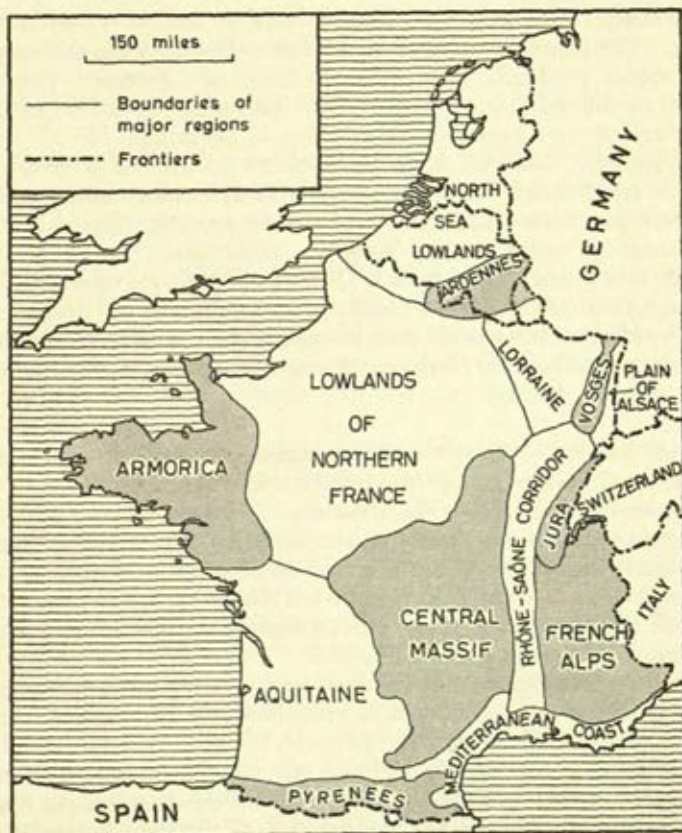 150 miles
Boundaries of
major regions
Frontiers
NORTH
SEA
LOWLANDS
ARDENNES
GERMANY
LORRAINE
VOSGES
PLAIN OF
ALSACE
LOWLANDS
OF
NORTHERN
FRANCE
ARMORICA
RHÔNE-SAÔNE CORRIDOR
JURA
SWITZERLAND
CENTRAL
MASSIF
FRENCH
ALPS
ITALY
AQUITAINE
MEDITERRANEAN
COAST
PYRENEES
SPAIN